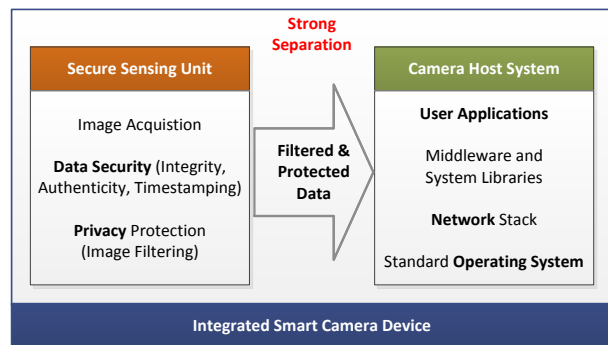 Strong
Separation
Secure Sensing Unit
Image Acquistion
Data Security (Integrity,
Authenticity, Timestamping)
Privacy Protection
(Image Filtering)
Filtered &
Protected
Data
Camera Host System
User Applications
Middleware and
System Libraries
Network Stack
Standard Operating System
Integrated Smart Camera Device